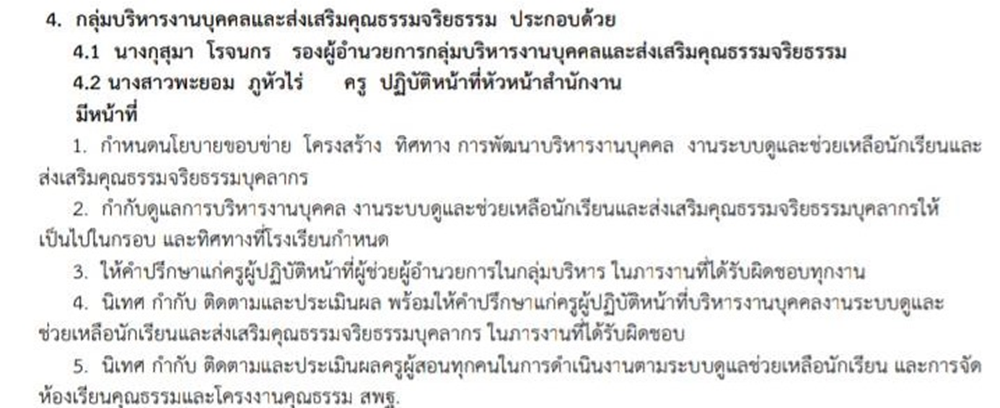 4. กลุ่มบริหารงานบุคคลและส่งเสริมคุณธรรมจริยธรรม ประกอบด้วย
4.1 นางกุสุมา โรจนกร รองผู้อำนวยการกลุ่มบริหารงานบุคคลและส่งเสริมคุณธรรมจริยธรรม
4.2 นางสาวพะยอม ภูหัวไร่ ครู ปฏิบัติหน้าที่หัวหน้าสำนักงาน
มีหน้าที่
1. กำหนดนโยบายขอบข่าย โครงสร้าง ทิศทาง การพัฒนาบริหารงานบุคคล งานระบบดูและช่วยเหลือนักเรียนและ
ส่งเสริมคุณธรรมจริยธรรมบุคลากร
2. กำกับดูแลการบริหารงานบุคคล งานระบบดูและช่วยเหลือนักเรียนและส่งเสริมคุณธรรมจริยธรรมบุคลากรให้
เป็นไปในกรอบ และทิศทางที่โรงเรียนกำหนด
3. ให้คำปรึกษาแก่ครูผู้ปฏิบัติหน้าที่ผู้ช่วยผู้อำนวยการในกลุ่มบริหาร ในภาระงานที่ได้รับผิดชอบทุกงาน
4. นิเทศ กำกับ ติดตามและประเมินผล พร้อมให้คำปรึกษาแก่ครูผู้ปฏิบัติหน้าที่บริหารงานบุคคลงานระบบดูและ
ช่วยเหลือนักเรียนและส่งเสริมคุณธรรมจริยธรรมบุคลากร ในภาระงานที่ได้รับผิดชอบ
5. นิเทศ กำกับ ติดตามและประเมินผลครูผู้สอนทุกคนในการดำเนินงานตามระบบดูแลช่วยเหลือนักเรียน และการจัด
ห้องเรียนคุณธรรมและโครงงานคุณธรรม สพฐ.